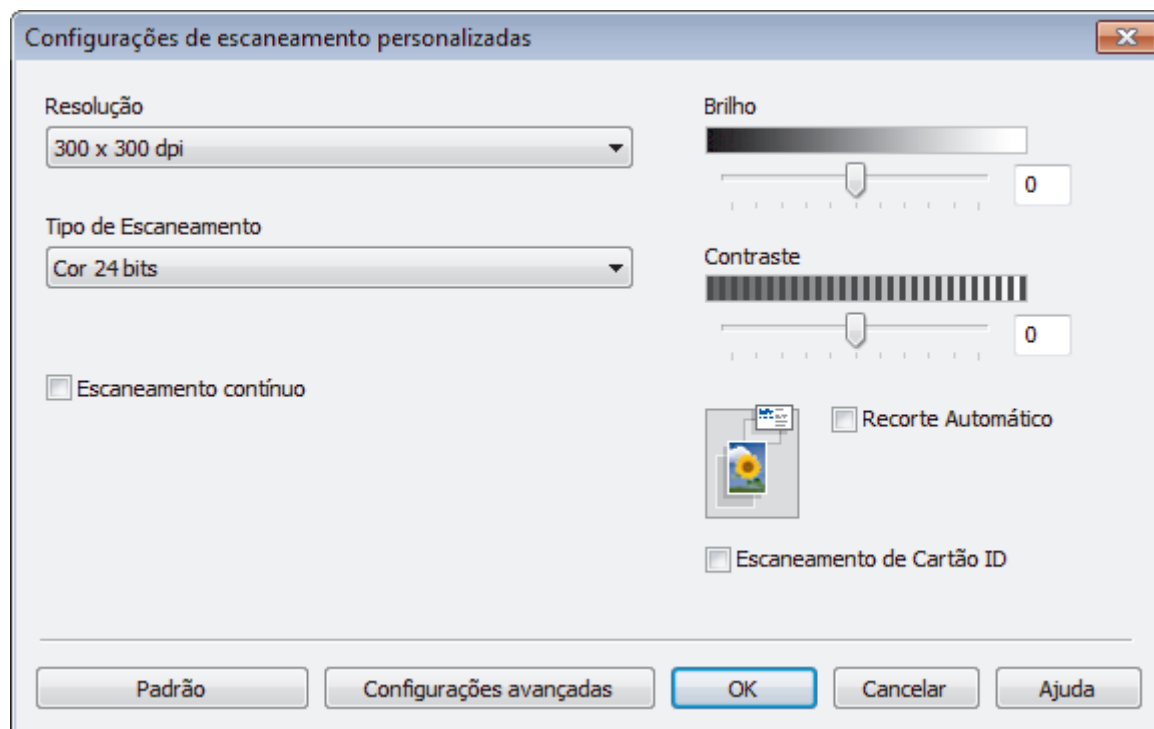 Configurações de escaneamento personalizadas
Resolução
300 x 300 dpi
Tipo de Escaneamento
Cor 24 bits
Escaneamento contínuo
Brilho
0
Contraste
0
Recorte Automático
Escaneamento de Cartão ID
Padrão
Configurações avançadas
OK
Cancelar
Ajuda